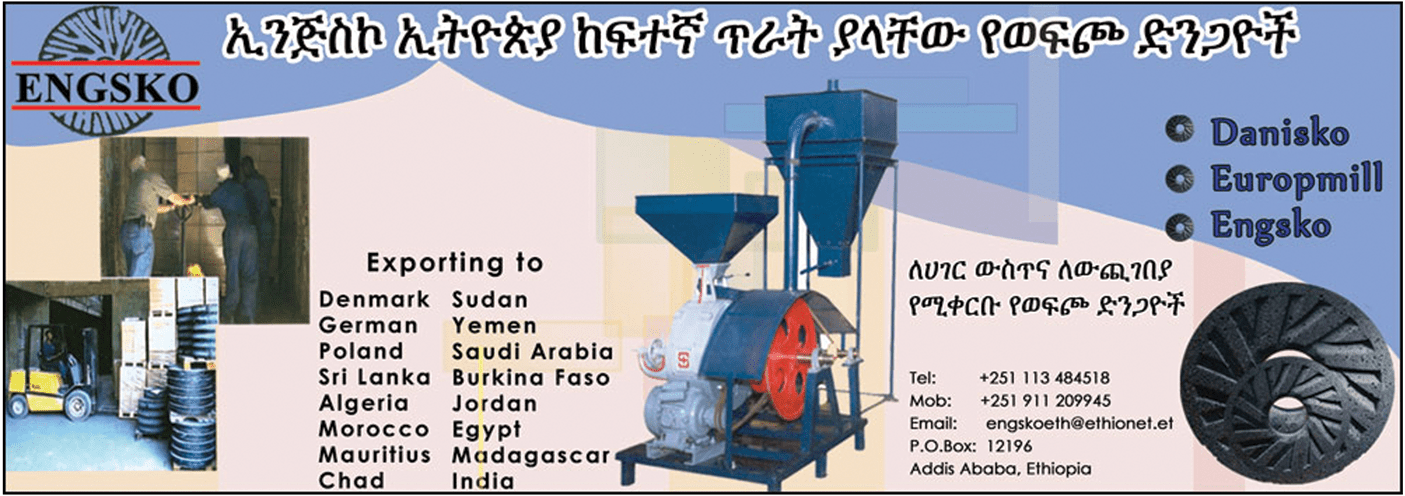 ኢንጅስኮ ኢትዮጵያ ከፍተኛ ጥራት ያላቸው የወፍጮ ድንጋዮች
ENGSKO
Danisko
Europmill
Engsko
Exporting to
Denmark Sudan
German Yemen
Poland Saudi Arabia
Sri Lanka Burkina Faso
Algeria Jordan
Morocco Egypt
Mauritius Madagascar
Chad India
ለሀገር ውስጥና ለውጪገበያ
የሚቀርቡ የወፍጮ ድንጋዮች
Tel: +251 113 484518
Mob: +251 911 209945
Email: engskoeth@ethionet.et
P.O.Box: 12196
Addis Ababa, Ethiopia